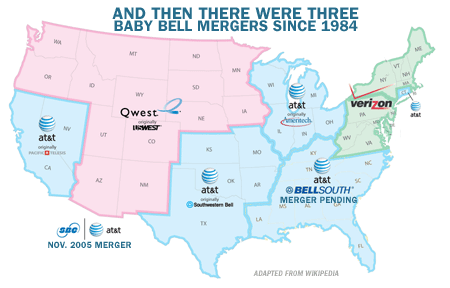 AND THEN THERE WERE THREE
BABY BELL MERGERS SINCE 1984
WA
OR
ID
MT
ND
SD
MN
WY
NE
IA
UT
CO
AZ
NM
Qwest
originally
US WEST
NV
CA
at&t
originally
PACIFIC TELESIS
WI
MI
at&t
originally
Ameritech
IN
OH
NY
VT
NH
ME
MA
verizon
WV
VA
at&t
KS
MO
OK
AR
TX
at&t
originally
Southwestern Bell
KY
NC
SC
LA
MS
AL
GA
FL
at&t
BELLSOUTH
MERGER PENDING
SBC at&t
NOV. 2005 MERGER
ADAPTED FROM WIKIPEDIA